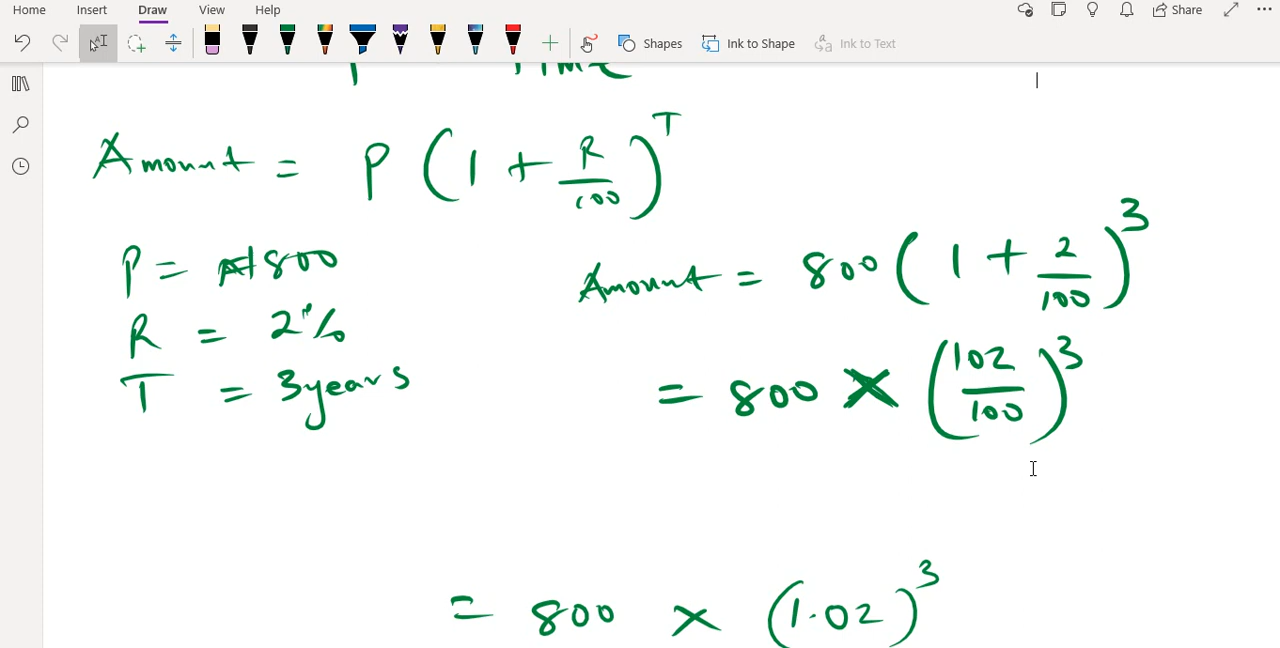 Home Insert Draw View Help
Share
Shapes Ink to Shape Ink to Text
Time
Amount = P (1 + R/100)^T
P = ₦800
R = 2%
T = 3years
Amount = 800 (1 + 2/100)^3
= 800 × (102/100)^3
= 800 × (1.02)^3